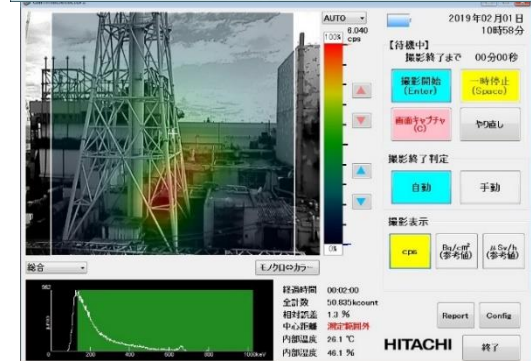 AUTO
2019年02月01日
10時58分
100%
6.040
cps
【待機中】
撮影終了まで 00分00秒
撮影開始
(Enter)
一時停止
(Space)
画面キャプチャ
(C)
やり直し
撮影終了判定
自動
手動
撮影表示
cps
Bq/cm²
(参考値)
μSv/h
(参考値)
0%
総合
モノクロ⇔カラー
経過時間 00:02:00
全計数 50.835kcount
相対誤差 1.3 %
中心距離 測定範囲外
内部温度 26.1 ℃
内部湿度 46.1 %
0 200 400 600 800 1000keV
Report
Config
HITACHI
終了